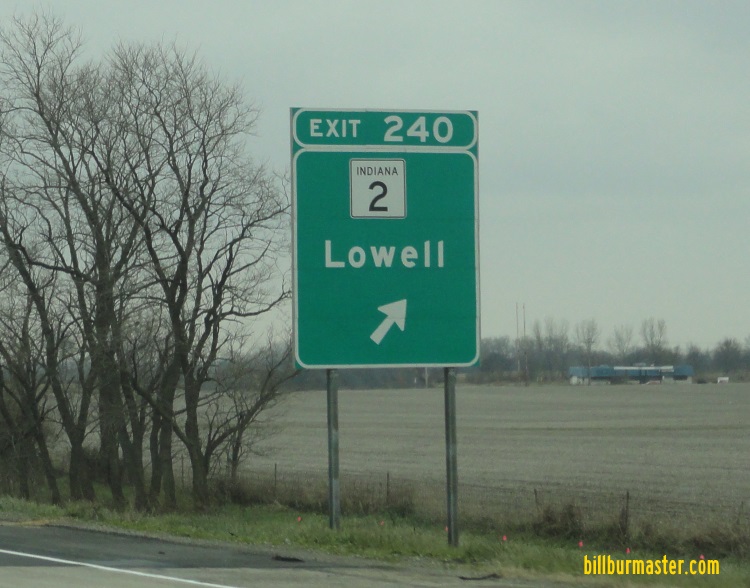 EXIT 240
INDIANA
2
Lowell
billburmaster.com